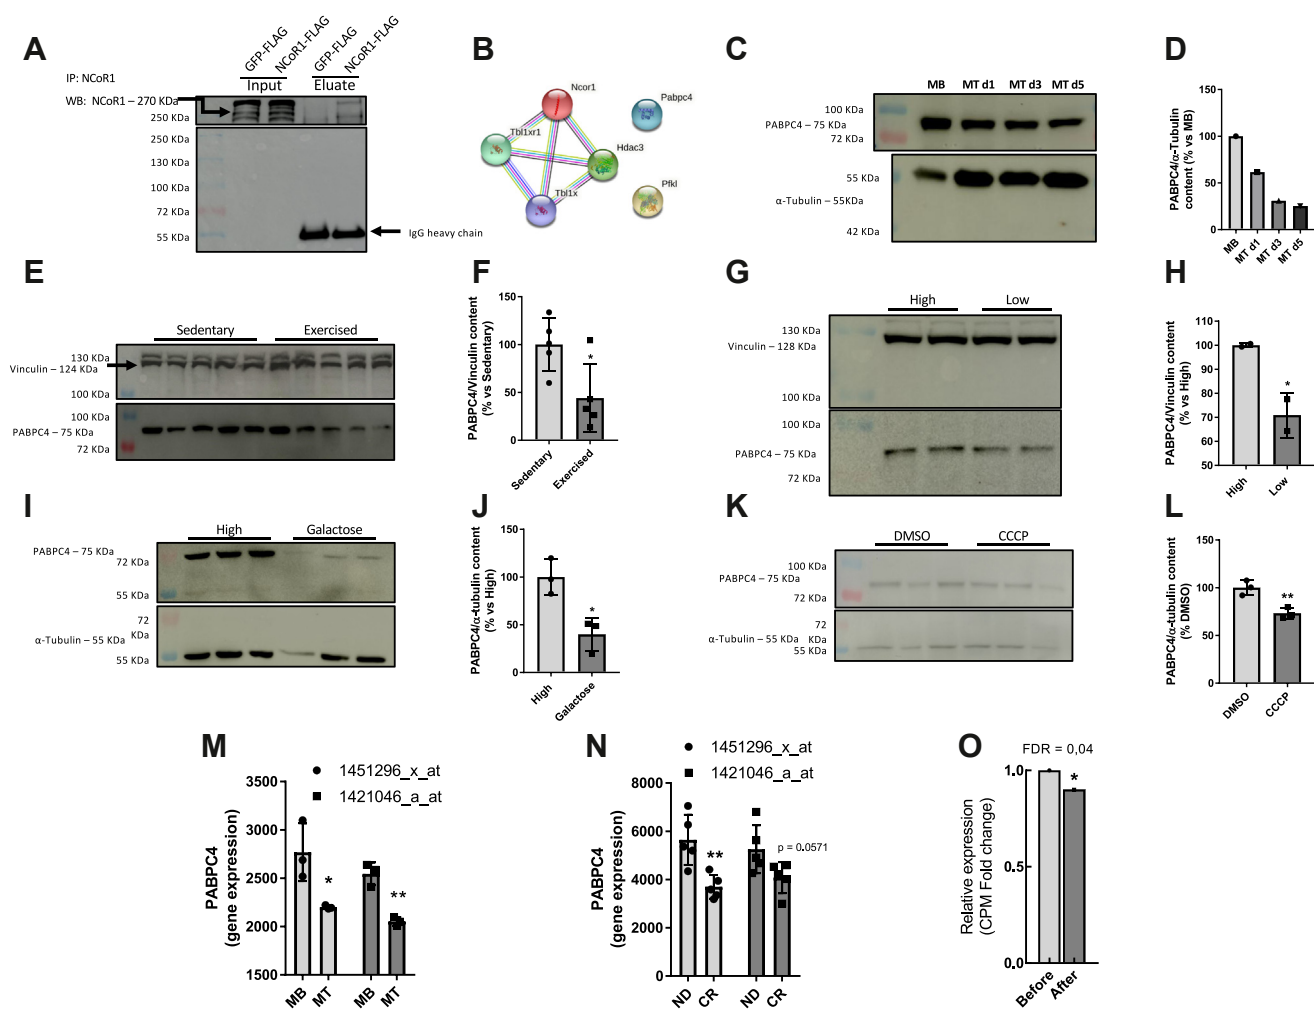 A
GFP-FLAG
NCoR1-FLAG
GFP-FLAG
NCoR1-FLAG
IP: NCoR1
Input
Eluate
WB: NCoR1 – 270 KDa
250 KDa
250 KDa
130 KDa
100 KDa
72 KDa
55 KDa
IgG heavy chain
B
Ncor1
Pabpc4
Tbl1xr1
Hdac3
Tbl1x
Pfkl
C
MB MT d1 MT d3 MT d5
100 KDa
PABPC4 – 75 KDa
72 KDa
55 KDa
α-Tubulin – 55KDa
42 KDa
D
PABPC4/α-Tubulin
content (% vs MB)
150
100
50
0
MB
MT d1
MT d3
MT d5
E
Sedentary
Exercised
130 KDa
Vinculin – 124 KDa
100 KDa
100 KDa
PABPC4 – 75 KDa
72 KDa
F
PABPC4/Vinculin content
(% vs Sedentary)
150
100
50
0
*
Sedentary
Exercised
G
High
Low
130 KDa
Vinculin – 128 KDa
100 KDa
100 KDa
PABPC4 – 75 KDa
72 KDa
H
PABPC4/Vinculin content
(% vs High)
110
100
90
80
70
60
50
*
High
Low
I
High
Galactose
PABPC4 – 75 KDa
72 KDa
55 KDa
72
KDa
α-Tubulin – 55 KDa
55 KDa
J
PABPC4/α-tubulin content
(% vs High)
150
100
50
0
*
High
Galactose
K
DMSO
CCCP
100 KDa
PABPC4 – 75 KDa
72 KDa
72
α-Tubulin – 55 KDa KDa
55 KDa
L
PABPC4/α-tubulin content
(% DMSO)
150
100
50
0
**
DMSO
CCCP
M
1451296_x_at
1421046_a_at
PABPC4
(gene expression)
3500
3000
2500
2000
1500
*
**
MB
MT
MB
MT
N
1451296_x_at
1421046_a_at
PABPC4
(gene expression)
8000
6000
4000
2000
0
**
p = 0.0571
ND
CR
ND
CR
O
FDR = 0,04
Relative expression
(CPM Fold change)
1.0
0.5
0.0
*
Before
After